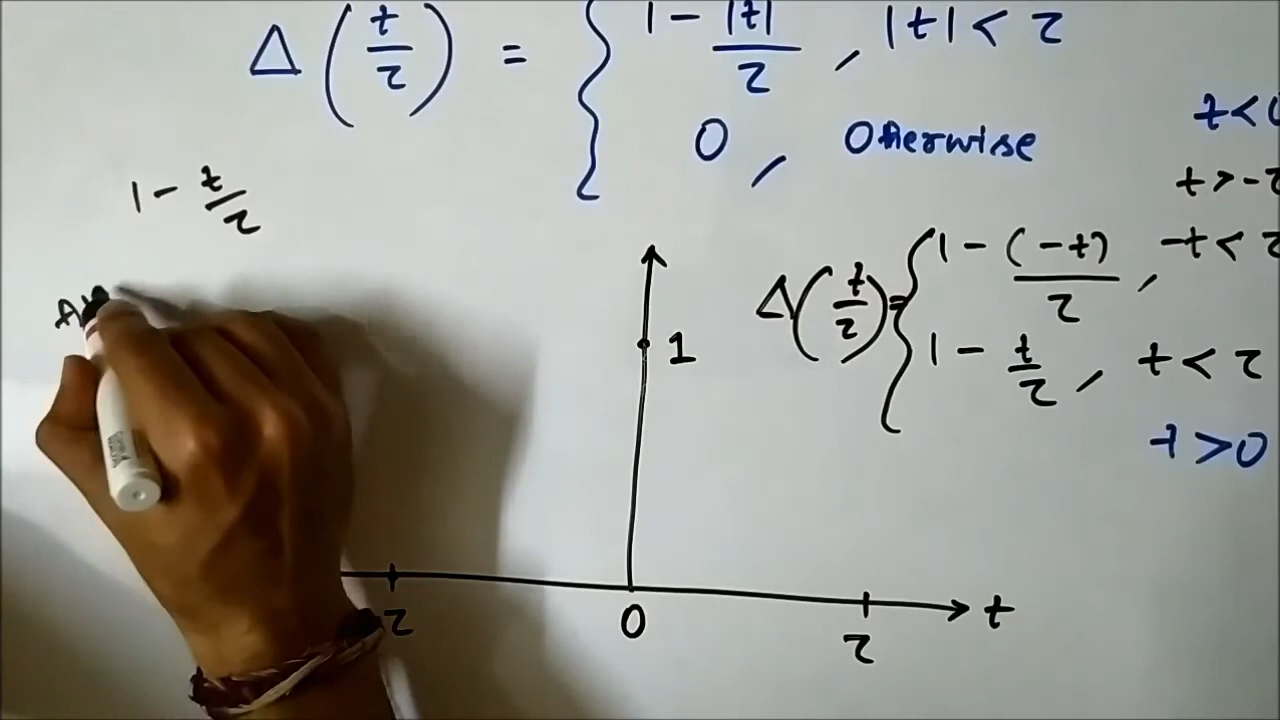 Δ(t/τ) = { 1 - |t|/τ , |t| < τ
0 , Otherwise
t < 0
1 - t/τ
t > -τ
Δ(t/τ) = { 1 - (-t)/τ , -t < τ
1 - t/τ , t < τ
1
t > 0
τ 0 τ t